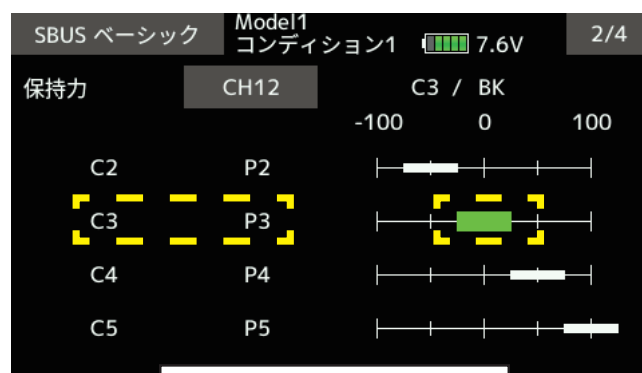 SBUS ベーシック Model1 2/4
コンディション1 7.6V
保持力 CH12 C3 / BK
-100 0 100
C2 P2
C3 P3
C4 P4
C5 P5